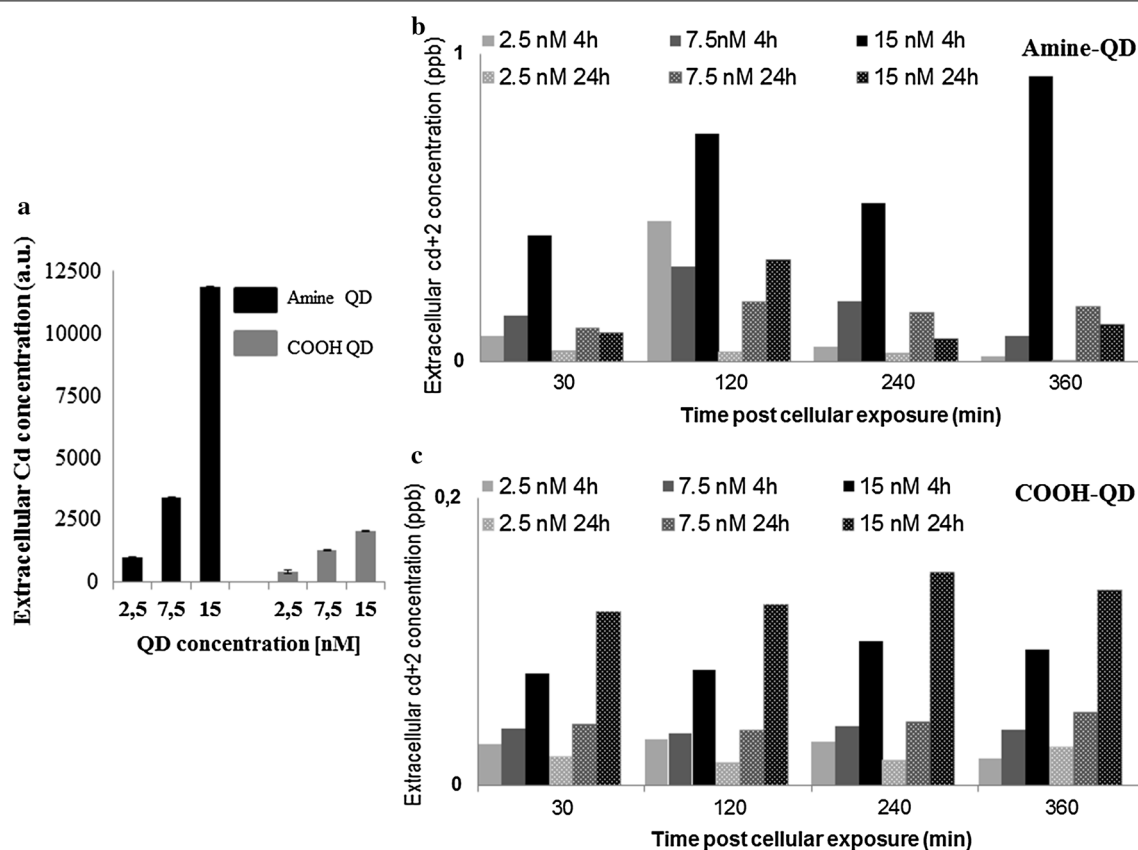 a
Extracellular Cd concentration (a.u.)
12500
10000
7500
5000
2500
0
Amine QD
COOH QD
2,5 7,5 15 2,5 7,5 15
QD concentration [nM]
b
Extracellular cd+2 concentration (ppb)
1
0
2.5 nM 4h 7.5nM 4h 15 nM 4h
2.5 nM 24h 7.5 nM 24h 15 nM 24h
Amine-QD
30 120 240 360
Time post cellular exposure (min)
c
Extracellular cd+2 concentration (ppb)
0,2
0
2.5 nM 4h 7.5 nM 4h 15 nM 4h
2.5 nM 24h 7.5 nM 24h 15 nM 24h
COOH-QD
30 120 240 360
Time post cellular exposure (min)